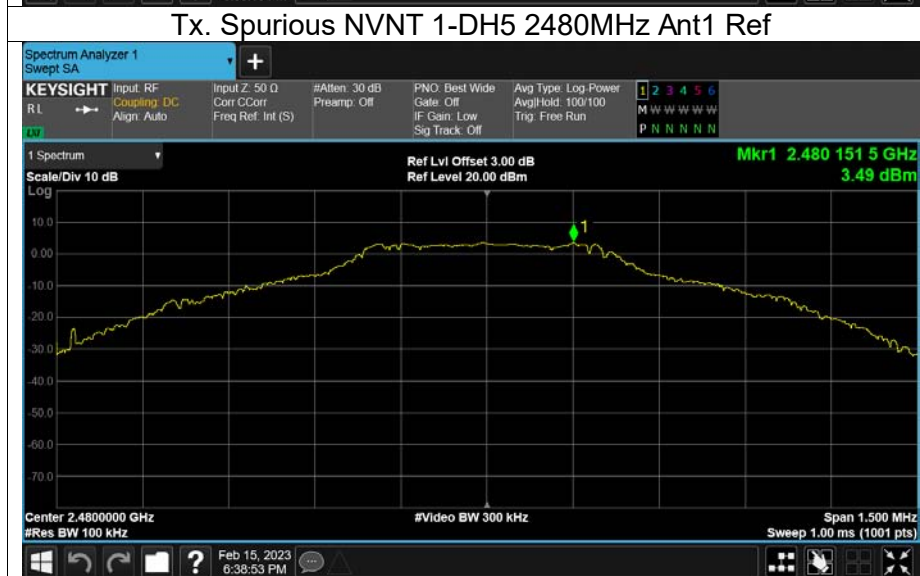 Tx. Spurious NVNT 1-DH5 2480MHz Ant1 Ref
Spectrum Analyzer 1
Swept SA
+
KEYSIGHT
RL
LXI
Input: RF
Coupling: DC
Align: Auto
Input Z: 50 Ω
Corr CCorr
Freq Ref: Int (S)
#Atten: 30 dB
Preamp: Off
PNO: Best Wide
Gate: Off
IF Gain: Low
Sig Track: Off
Avg Type: Log-Power
Avg|Hold: 100/100
Trig: Free Run
1 2 3 4 5 6
M W W W W W
P N N N N N
1 Spectrum
Scale/Div 10 dB
Log
Ref Lvl Offset 3.00 dB
Ref Level 20.00 dBm
Mkr1 2.480 151 5 GHz
3.49 dBm
1
10.0
0.00
-10.0
-20.0
-30.0
-40.0
-50.0
-60.0
-70.0
Center 2.4800000 GHz
#Res BW 100 kHz
#Video BW 300 kHz
Span 1.500 MHz
Sweep 1.00 ms (1001 pts)
?
Feb 15, 2023
6:38:53 PM